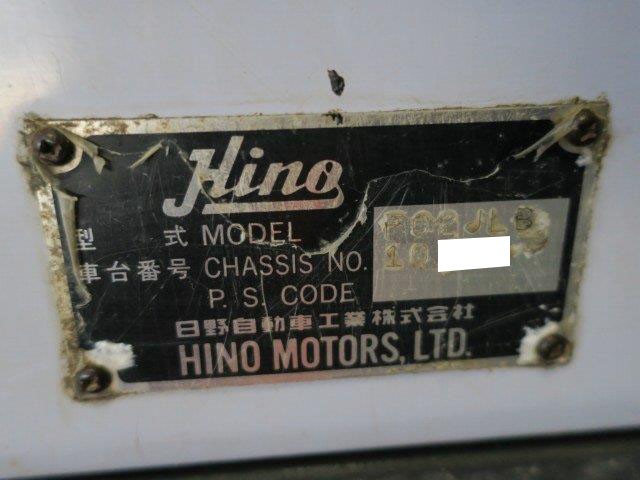 Hino
型 式 MODEL
車台番号 CHASSIS NO. 10
P. S. CODE
日野自動車工業株式会社
HINO MOTORS, LTD.